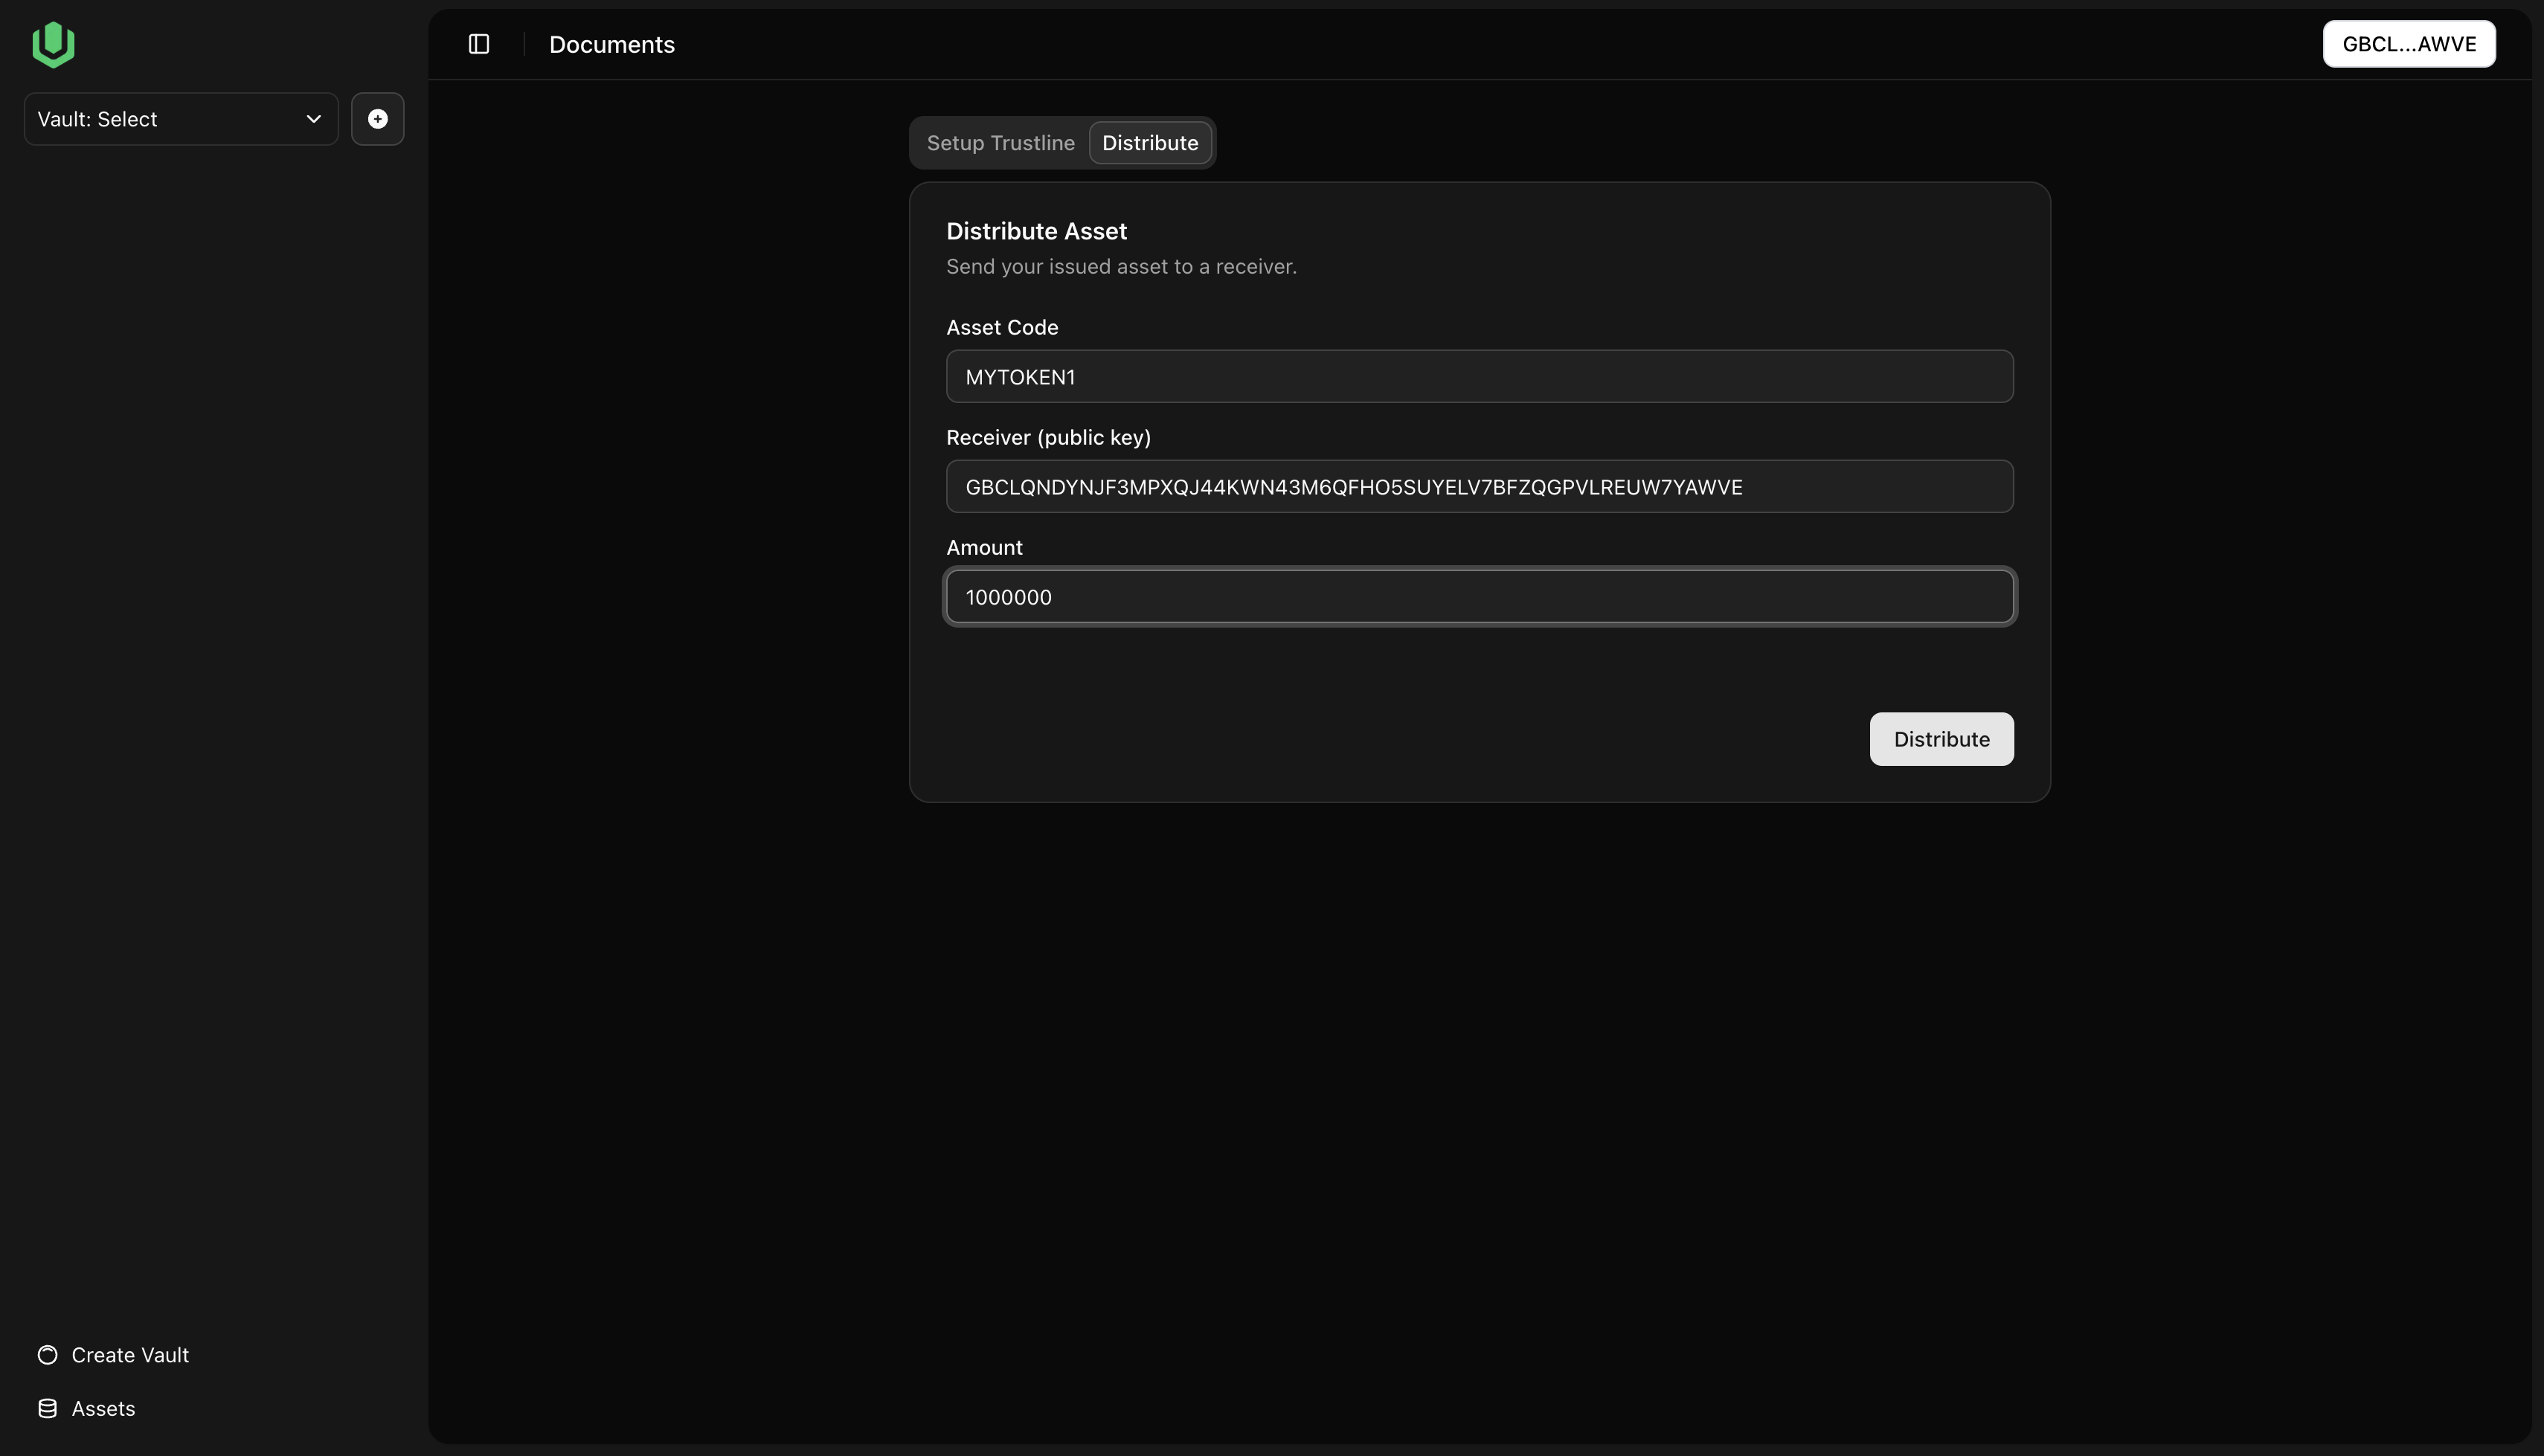 Documents
GBCL...AWVE
Vault: Select
Setup Trustline
Distribute
Distribute Asset
Send your issued asset to a receiver.
Asset Code
MYTOKEN1
Receiver (public key)
GBCLQNDYNJF3MPXQJ44KWN43M6QFHO5SUYELV7BFZQGPVLREUW7YAWVE
Amount
1000000
Distribute
Create Vault
Assets